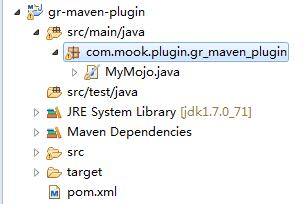 gr-maven-plugin
src/main/java
com.mook.plugin.gr_maven_plugin
MyMojo.java
src/test/java
JRE System Library [jdk1.7.0_71]
Maven Dependencies
src
target
pom.xml